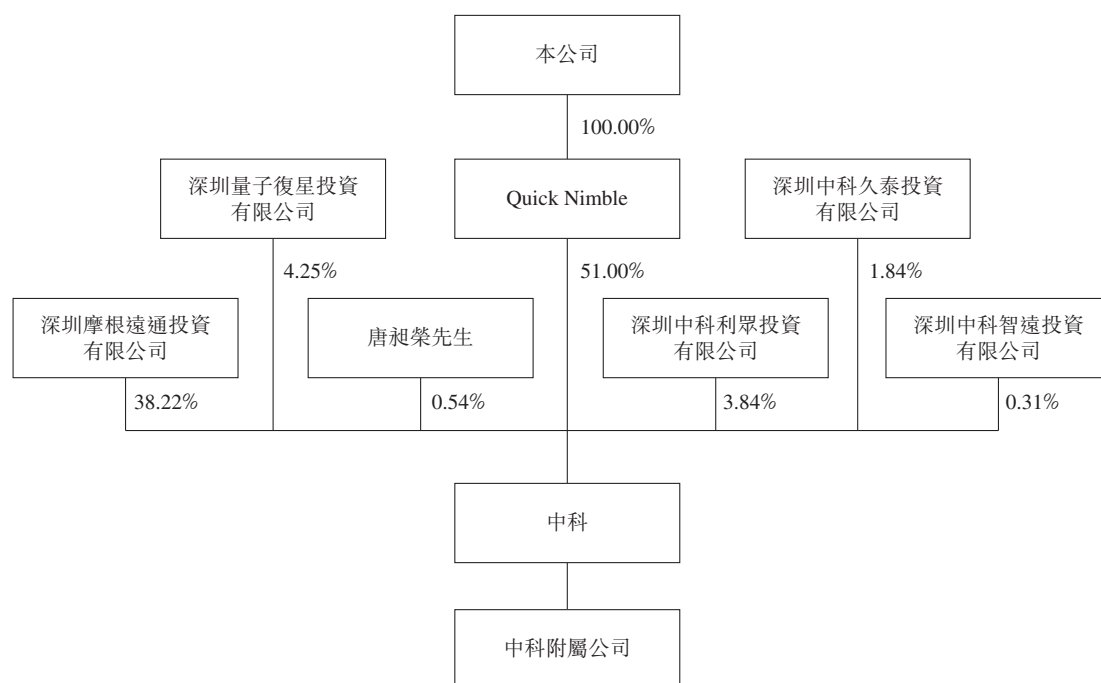 本公司
100.00%
深圳量子復星投資
有限公司
Quick Nimble
深圳中科久泰投資
有限公司
4.25%
51.00%
1.84%
深圳摩根遠通投資
有限公司
唐昶榮先生
深圳中科利眾投資
有限公司
深圳中科智遠投資
有限公司
38.22%
0.54%
3.84%
0.31%
中科
中科附屬公司